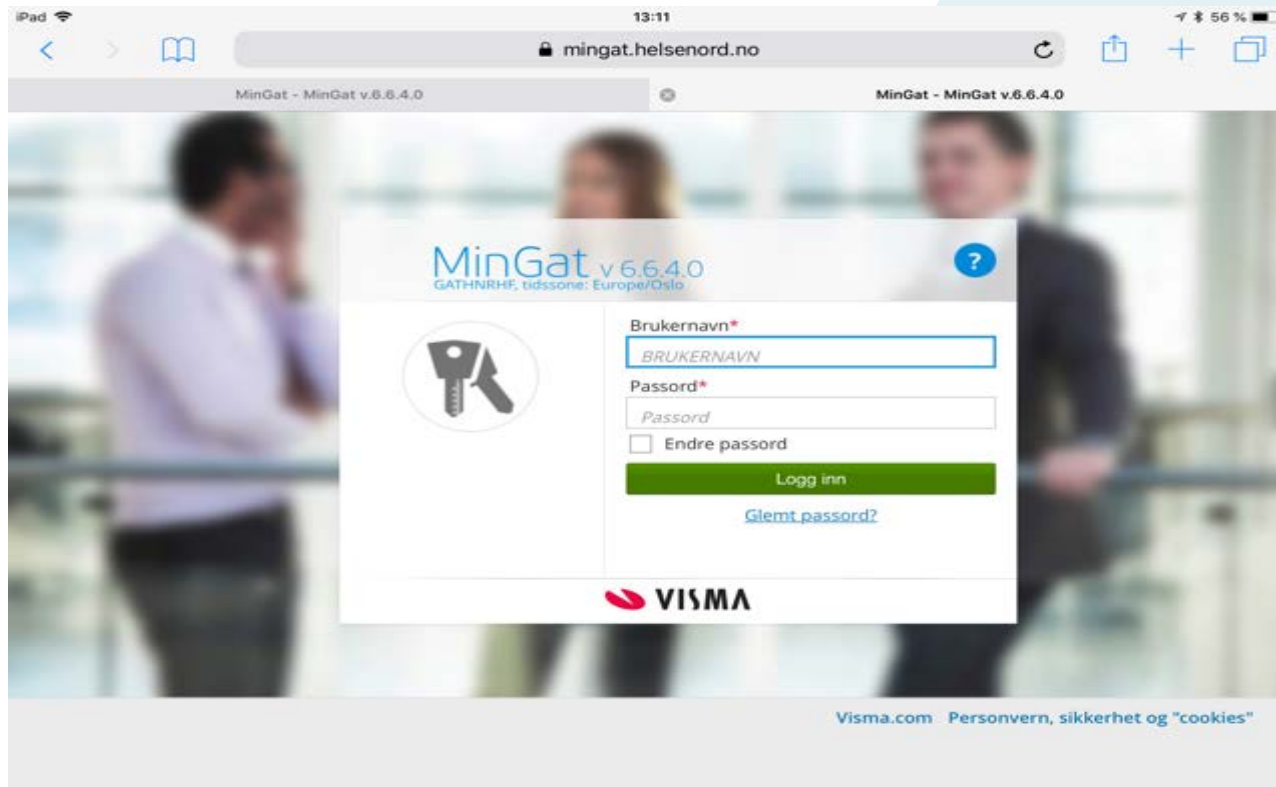 iPad 13:11 56 %
mingat.helsenord.no
MinGat - MinGat v.6.6.4.0 MinGat - MinGat v.6.6.4.0
MinGat v 6.6.4.0
GATHNRHF, tidssone: Europe/Oslo
?
Brukernavn*
BRUKERNAVN
Passord*
Passord
Endre passord
Logg inn
Glemt passord?
VISMA
Visma.com Personvern, sikkerhet og "cookies"